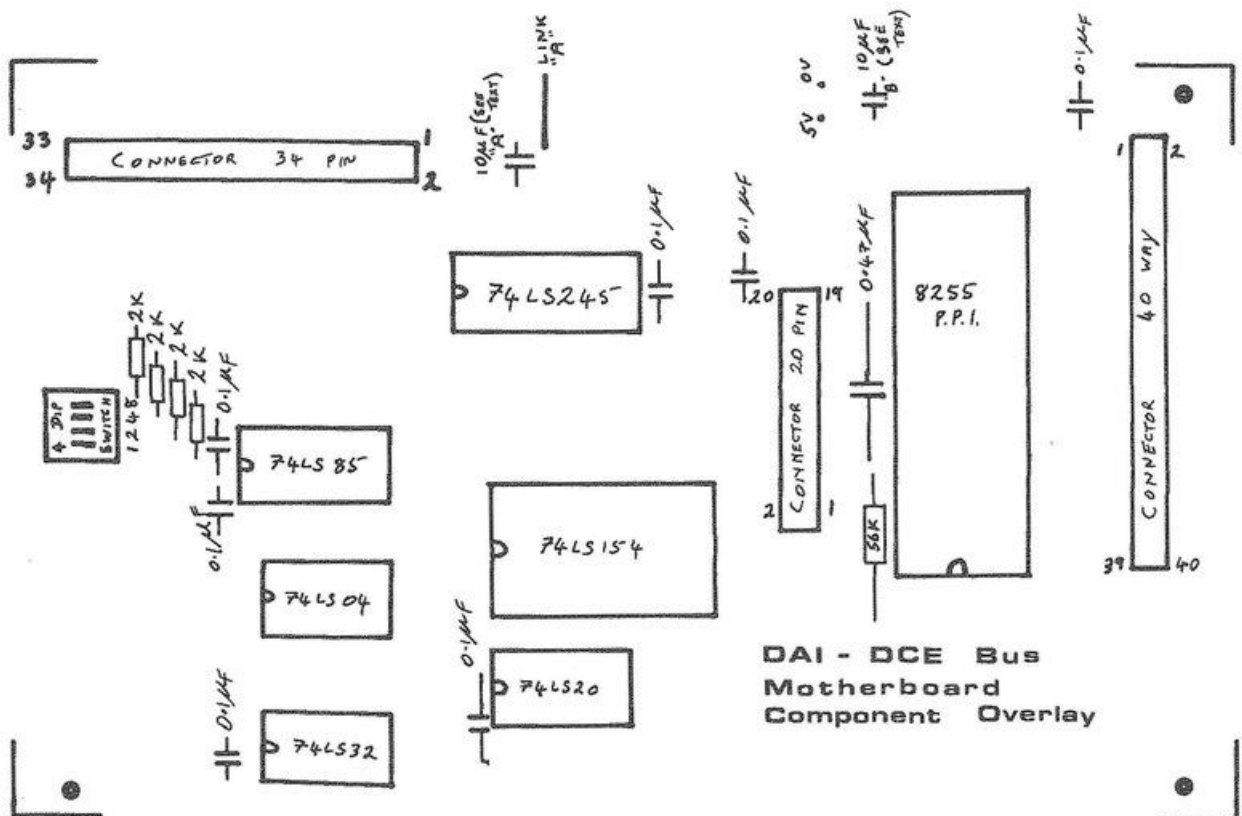 LINK
"A"
10µF (SEE
TEXT)
"A"
5V 0V
10µF
"B" (SEE
TEXT)
0.1µF
33 1
CONNECTOR 34 PIN
34 2
1 2
0.1µF
0.1µF
0.47µF
74LS245
20 19
CONNECTOR 20 PIN
2 1
8255
P.P.I.
CONNECTOR 40 WAY
39 40
2K
2K
2K
2K
0.1µF
4 DIP
SWITCH
1 2 4 8
74LS85
0.1µF
74LS154
56K
74LS04
0.1µF
74LS20
0.1µF
74LS32
DAI - DCE Bus
Motherboard
Component Overlay